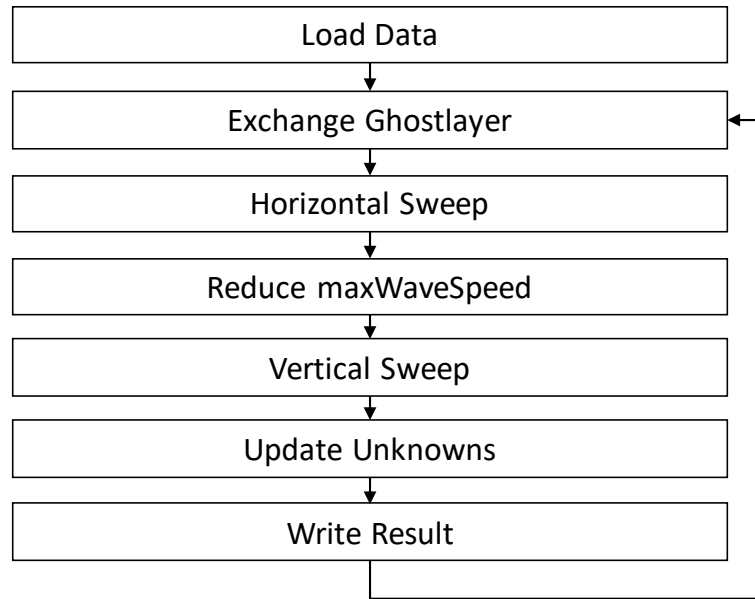 Load Data
Exchange Ghostlayer
Horizontal Sweep
Reduce maxWaveSpeed
Vertical Sweep
Update Unknowns
Write Result